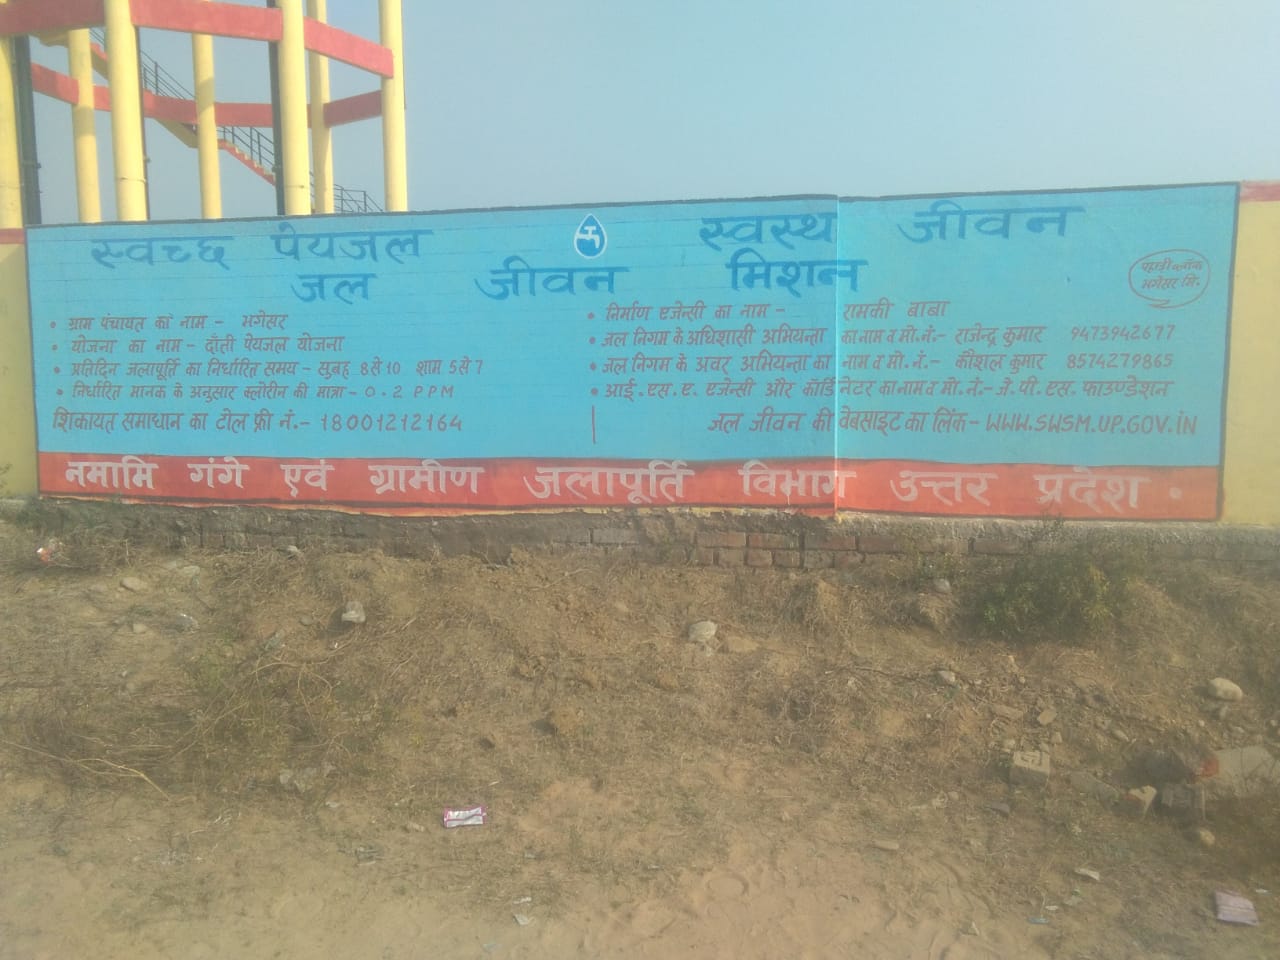 स्वच्छ पेयजल स्वस्थ जीवन
जल जीवन मिशन
पहाड़ी ब्लॉक
भगेसर मि.
• ग्राम पंचायत का नाम - भगेसर
• योजना का नाम - दाँती पेयजल योजना
• प्रतिदिन जलापूर्ति का निर्धारित समय - सुबह 8 से 10 शाम 5 से 7
• निर्धारित मानक के अनुसार क्लोरिन की मात्रा - 0.2 PPM
शिकायत समाधान का टोल फ्री नं.- 18001212164
• निर्माण एजेन्सी का नाम - रामकी बाबा
• जल निगम के अधिशासी अभियन्ता का नाम व मो.नं.- राजेन्द्र कुमार 9473942677
• जल निगम के अवर अभियन्ता का नाम व मो.नं.- कौशल कुमार 8574279865
• आई.एस.ए. एजेन्सी और कॉर्डिनेटर का नाम व मो.नं.- जे.पी.एस. फाउण्डेशन
जल जीवन की वेबसाइट का लिंक - WWW.SWSM.UP.GOV.iN
नमामि गंगे एवं ग्रामीण जलापूर्ति विभाग उत्तर प्रदेश .